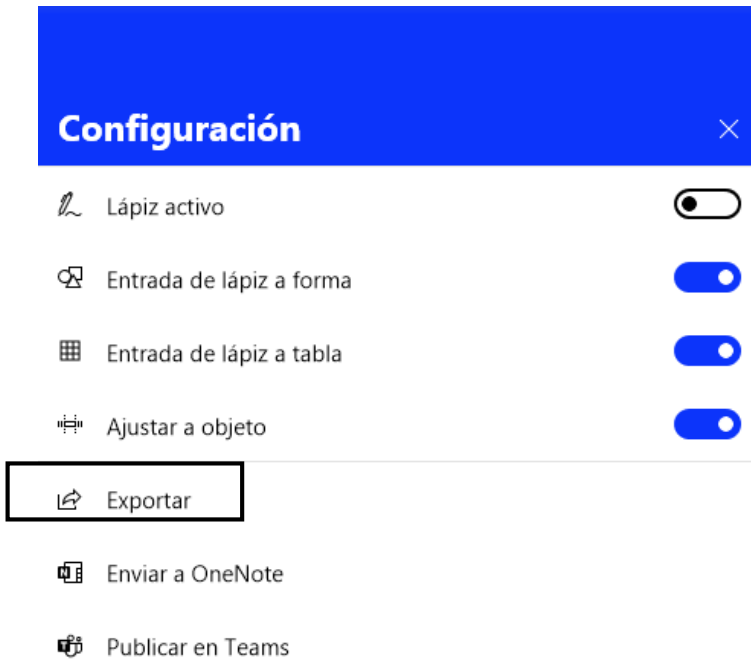 Configuración
Lápiz activo
Entrada de lápiz a forma
Entrada de lápiz a tabla
Ajustar a objeto
Exportar
Enviar a OneNote
Publicar en Teams